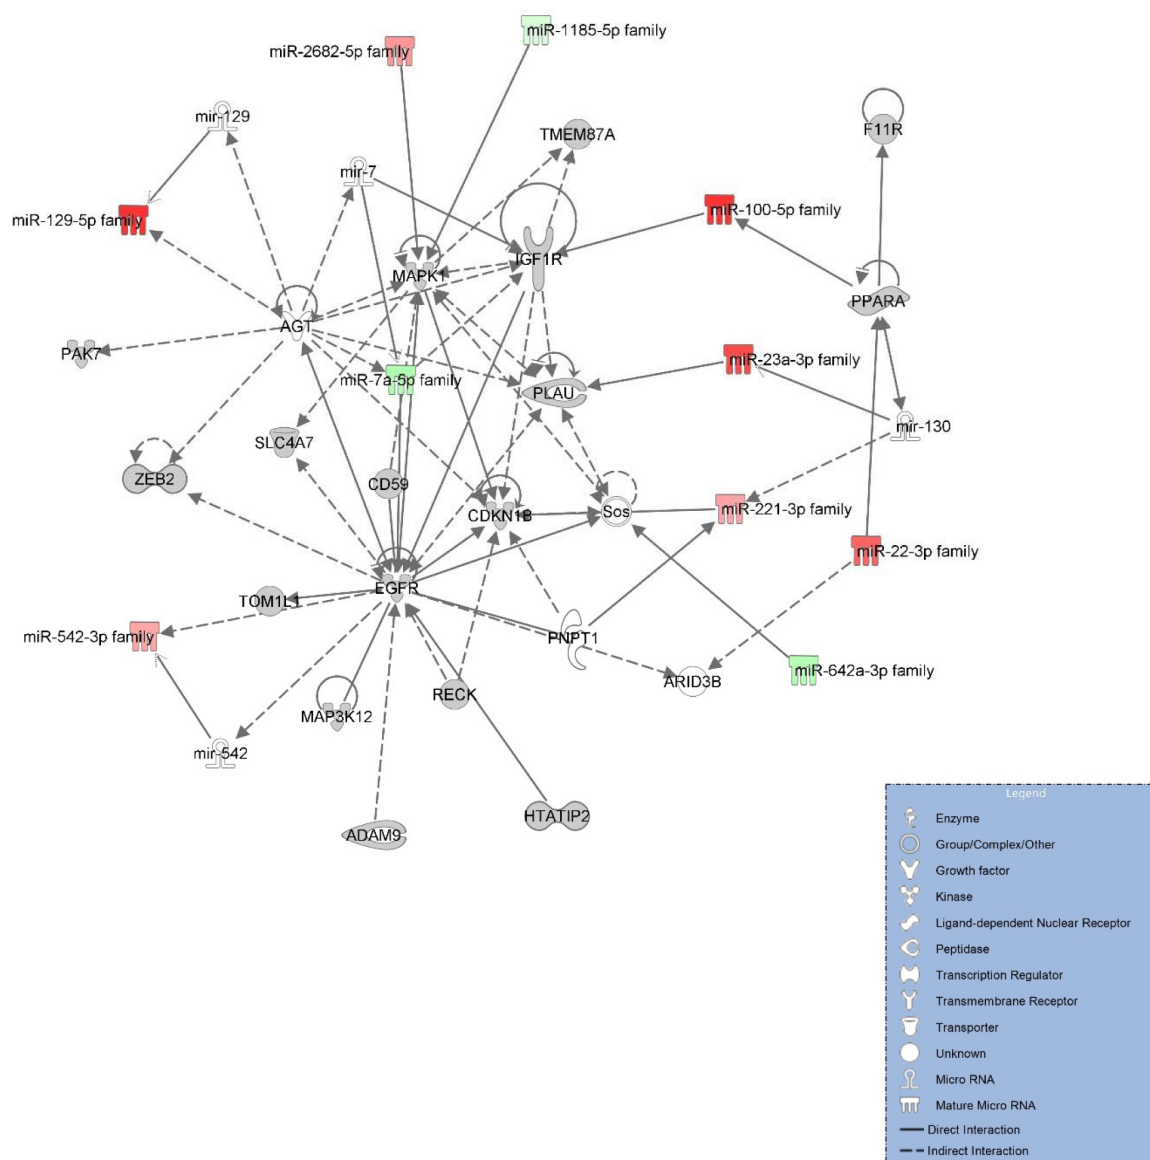 miR-1185-5p family
miR-2682-5p family
mir-129
F11R
TMEM87A
mir-7
miR-129-5p family
miR-100-5p family
IGF1R
MAPK1
PPARA
AGT
PAK7
miR-23a-3p family
miR-7a-5p family
PLAU
mir-130
SLC4A7
ZEB2
CD59
CDKN1B
Sos
miR-221-3p family
miR-22-3p family
EGFR
TOM1L1
miR-542-3p family
PNPT1
miR-642a-3p family
ARID3B
RECK
MAP3K12
mir-542
HTATIP2
ADAM9
Legend
Enzyme
Group/Complex/Other
Growth factor
Kinase
Ligand-dependent Nuclear Receptor
Peptidase
Transcription Regulator
Transmembrane Receptor
Transporter
Unknown
Micro RNA
Mature Micro RNA
Direct Interaction
Indirect Interaction